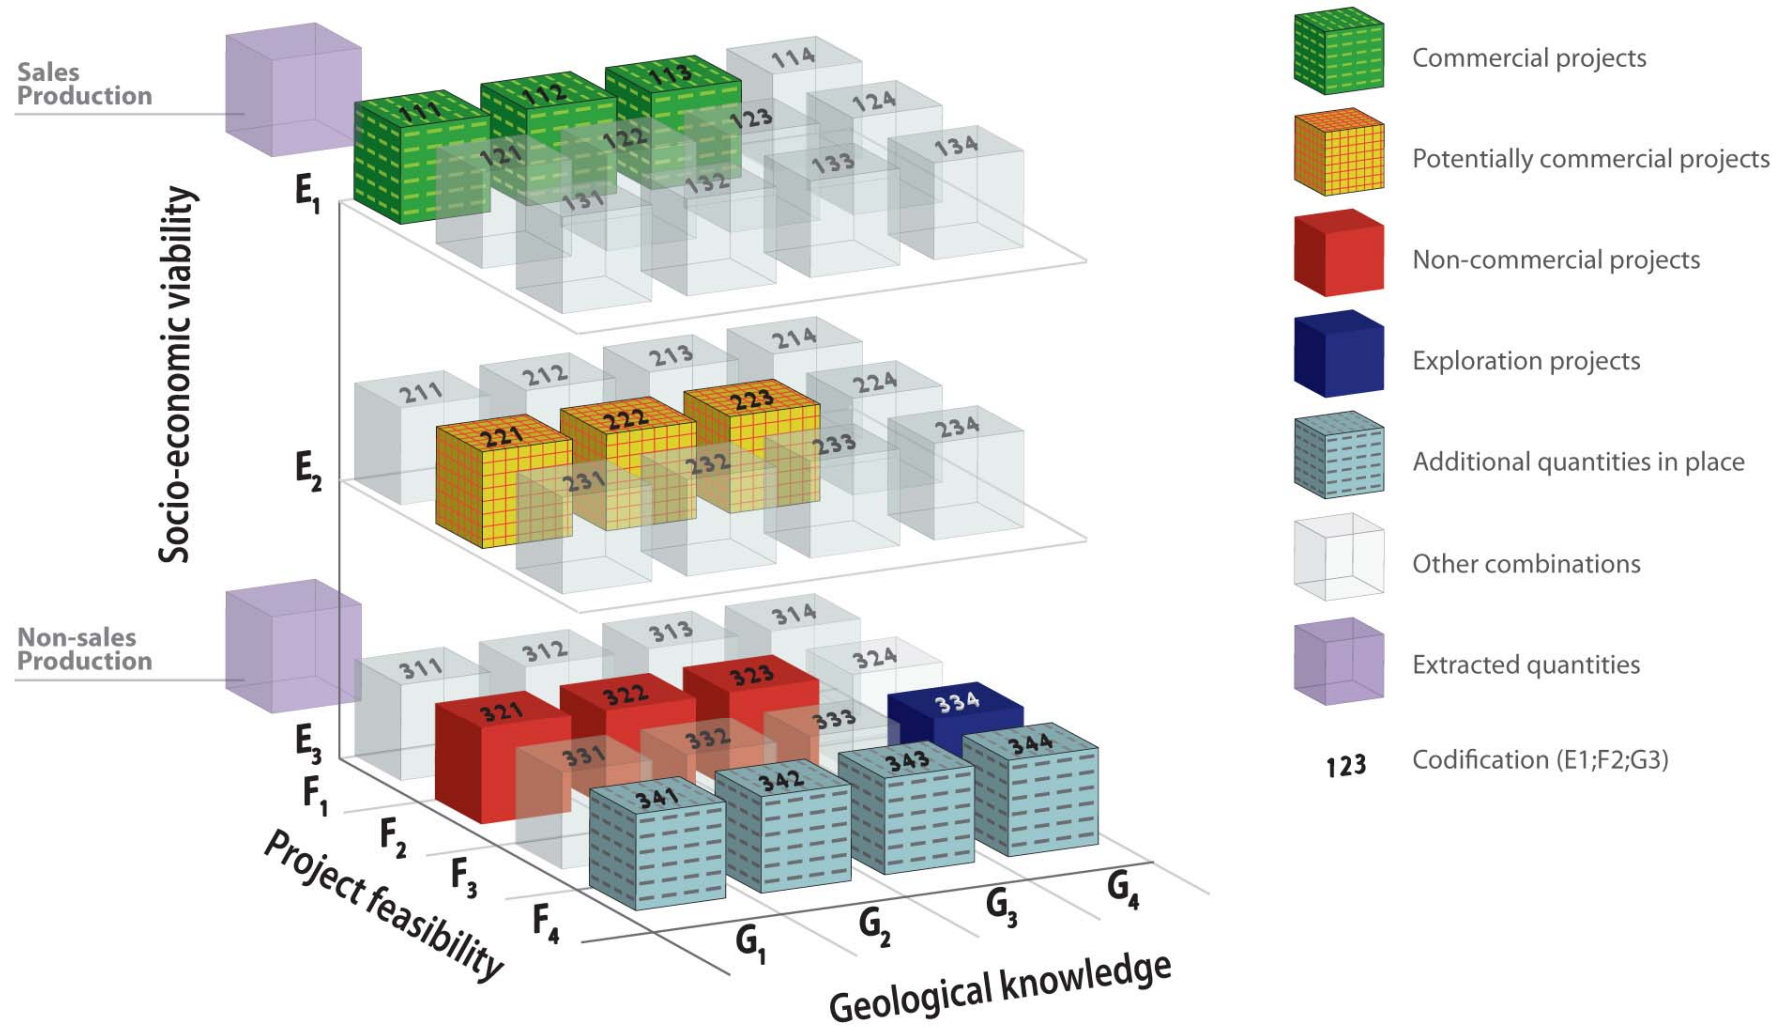 Sales
Production
Socio-economic viability
E1
111
112
113
114
121
122
123
124
131
132
133
134
E2
211
212
213
214
221
222
223
224
231
232
233
234
Non-sales
Production
E3
311
312
313
314
321
322
323
324
331
332
333
334
341
342
343
344
F1
F2
F3
F4
Project feasibility
G1
G2
G3
G4
Geological knowledge
Commercial projects
Potentially commercial projects
Non-commercial projects
Exploration projects
Additional quantities in place
Other combinations
Extracted quantities
123 Codification (E1;F2;G3)